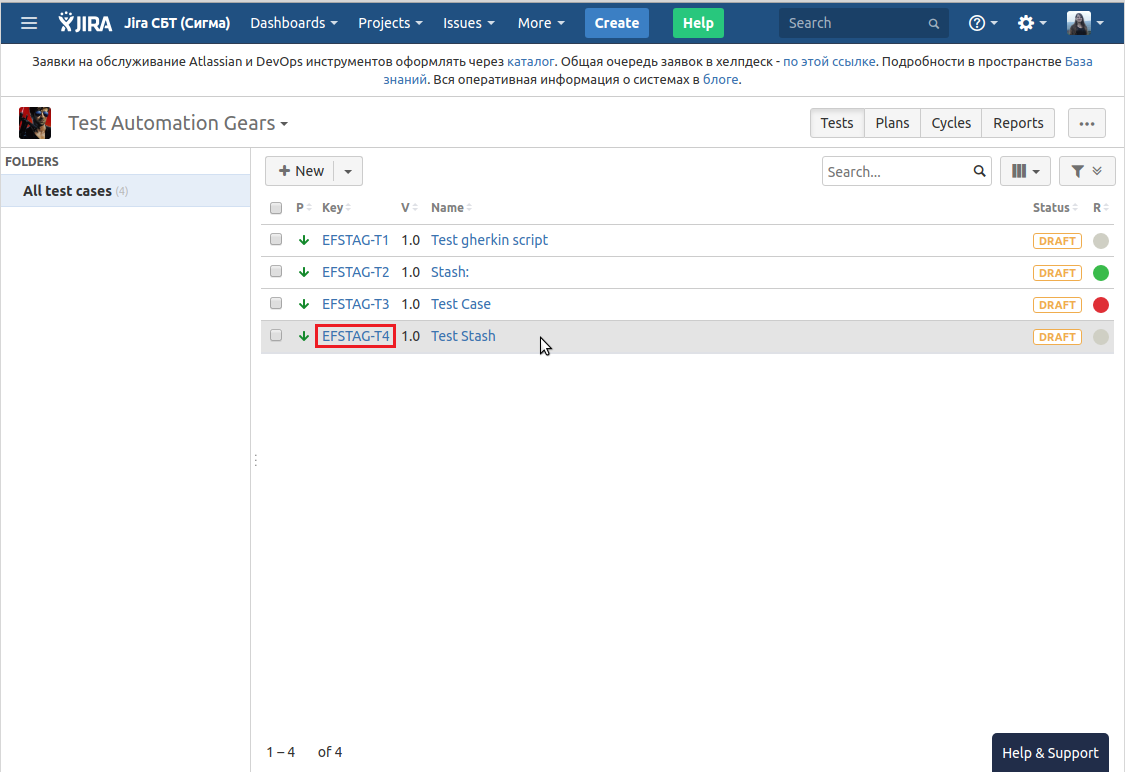 JIRA Jira СБТ (Сигма) Dashboards Projects Issues More Create Help Search
Заявки на обслуживание Atlassian и DevOps инструментов оформлять через каталог. Общая очередь заявок в хелпдеск - по этой ссылке. Подробности в пространстве База
знаний. Вся оперативная информация о системах в блоге.
Test Automation Gears Tests Plans Cycles Reports
FOLDERS
All test cases (4)
+ New Search...
P Key V Name Status R
EFSTAG-T1 1.0 Test gherkin script DRAFT
EFSTAG-T2 1.0 Stash: DRAFT
EFSTAG-T3 1.0 Test Case DRAFT
EFSTAG-T4 1.0 Test Stash DRAFT
1 – 4 of 4
Help & Support